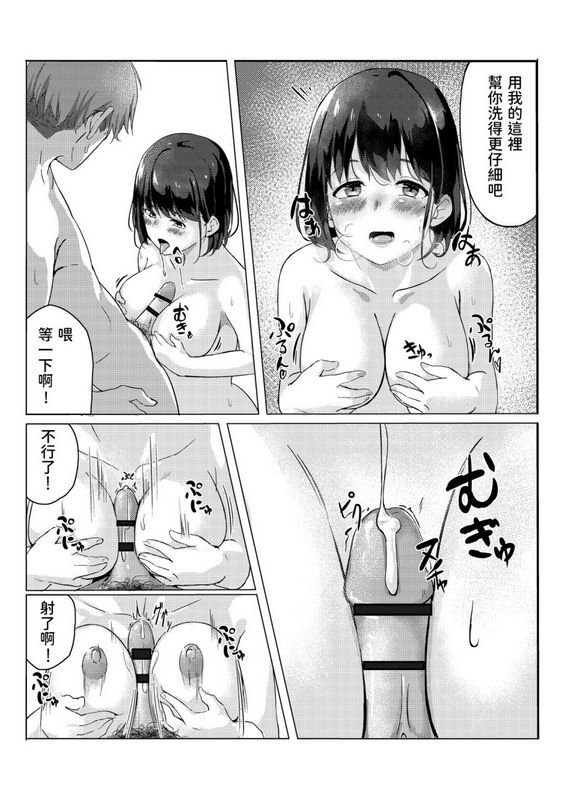 用我的這裡
幫你洗得更仔細吧
はぁ
はぁ
ぷるん
ぷるん
きゅっ
むぎゅ
喂
等一下啊！
むぎゅ
ピクッ
ヌチャ
不行了！
ぷにゅ
ぷにゅ
射了啊！
ぷにゅ
ぷにゅ